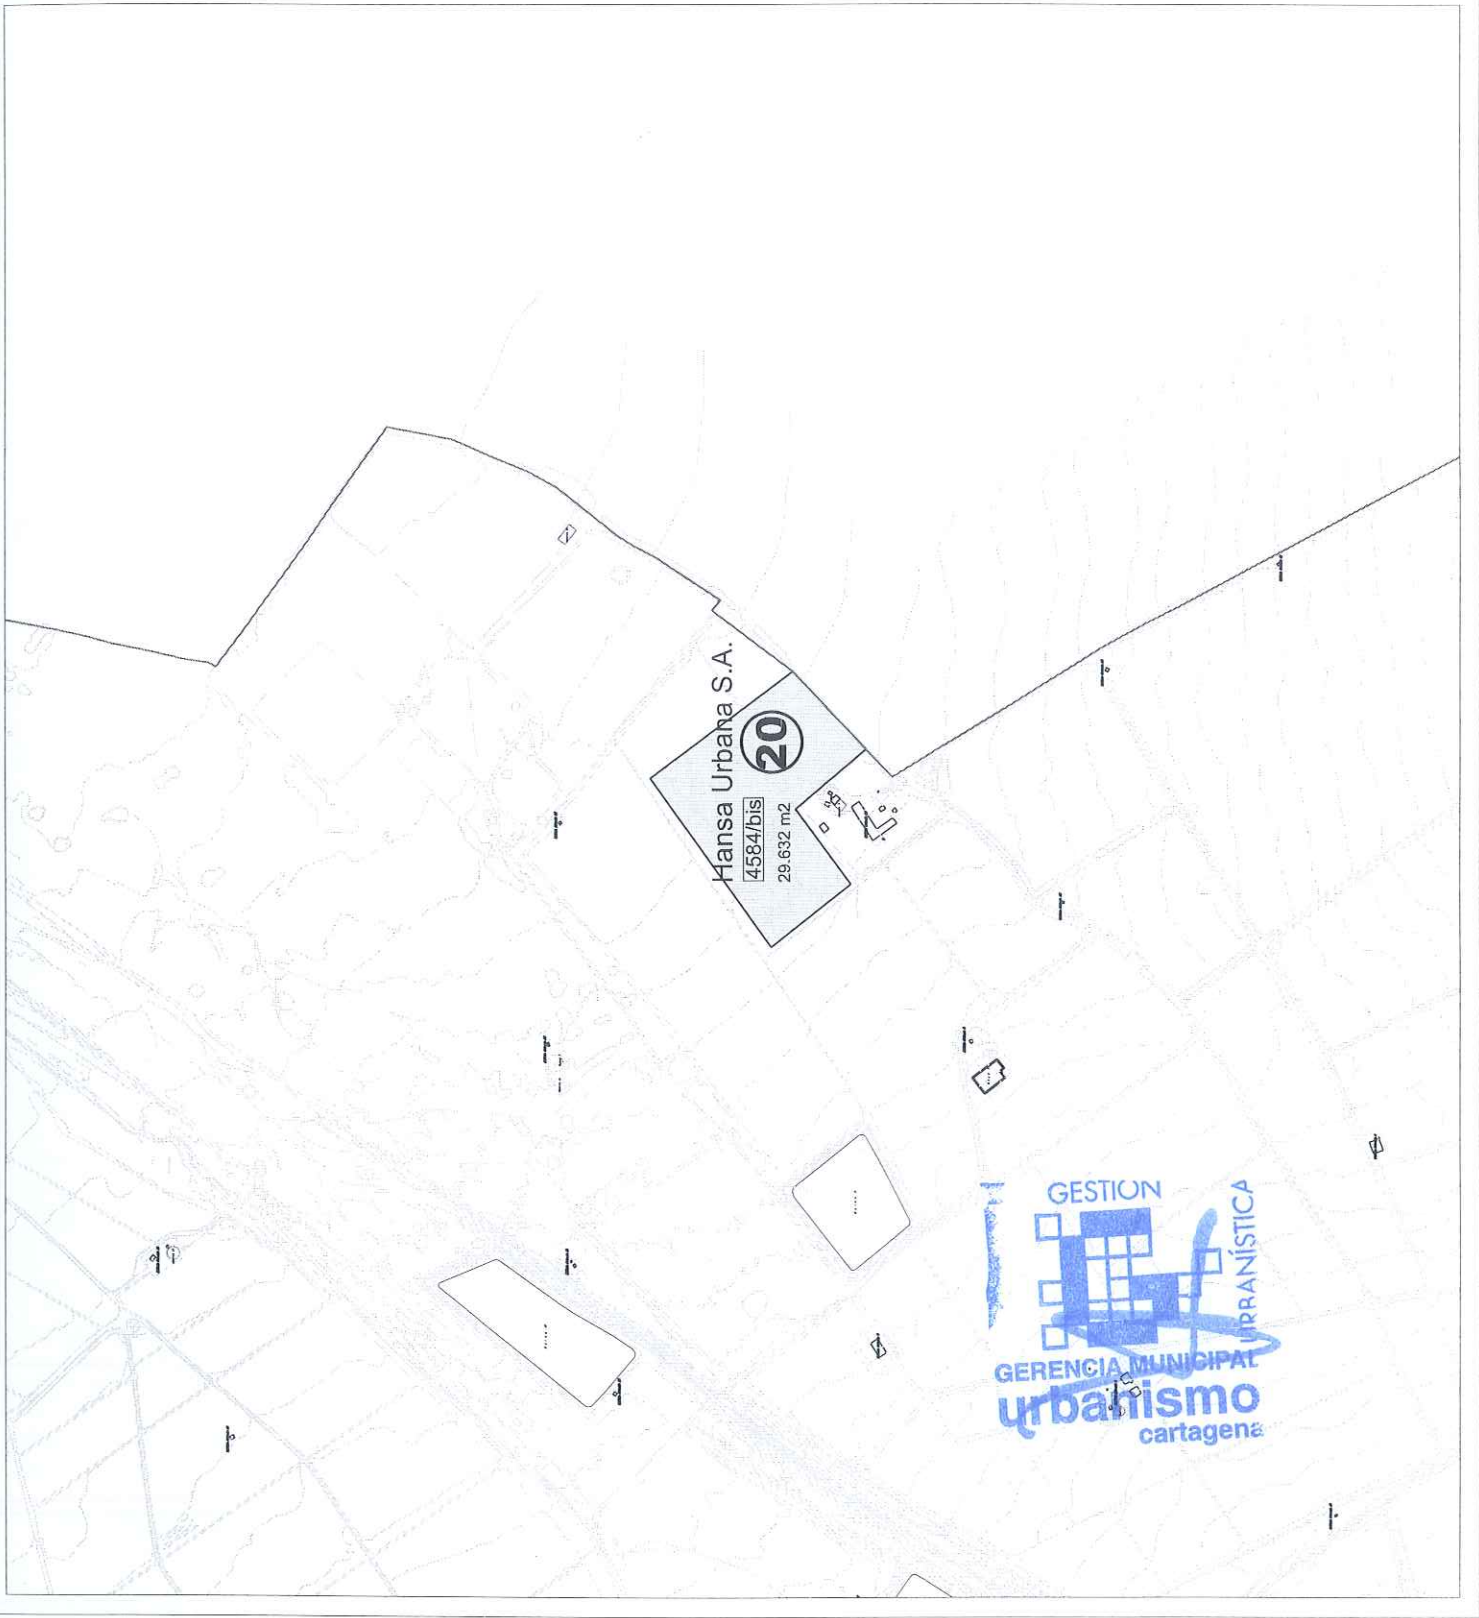 Hansa Urbana S.A.
20
4584/bis
29.632 m2
GESTION
URBANÍSTICA
GERENCIA MUNICIPAL
urbanismo
cartagena